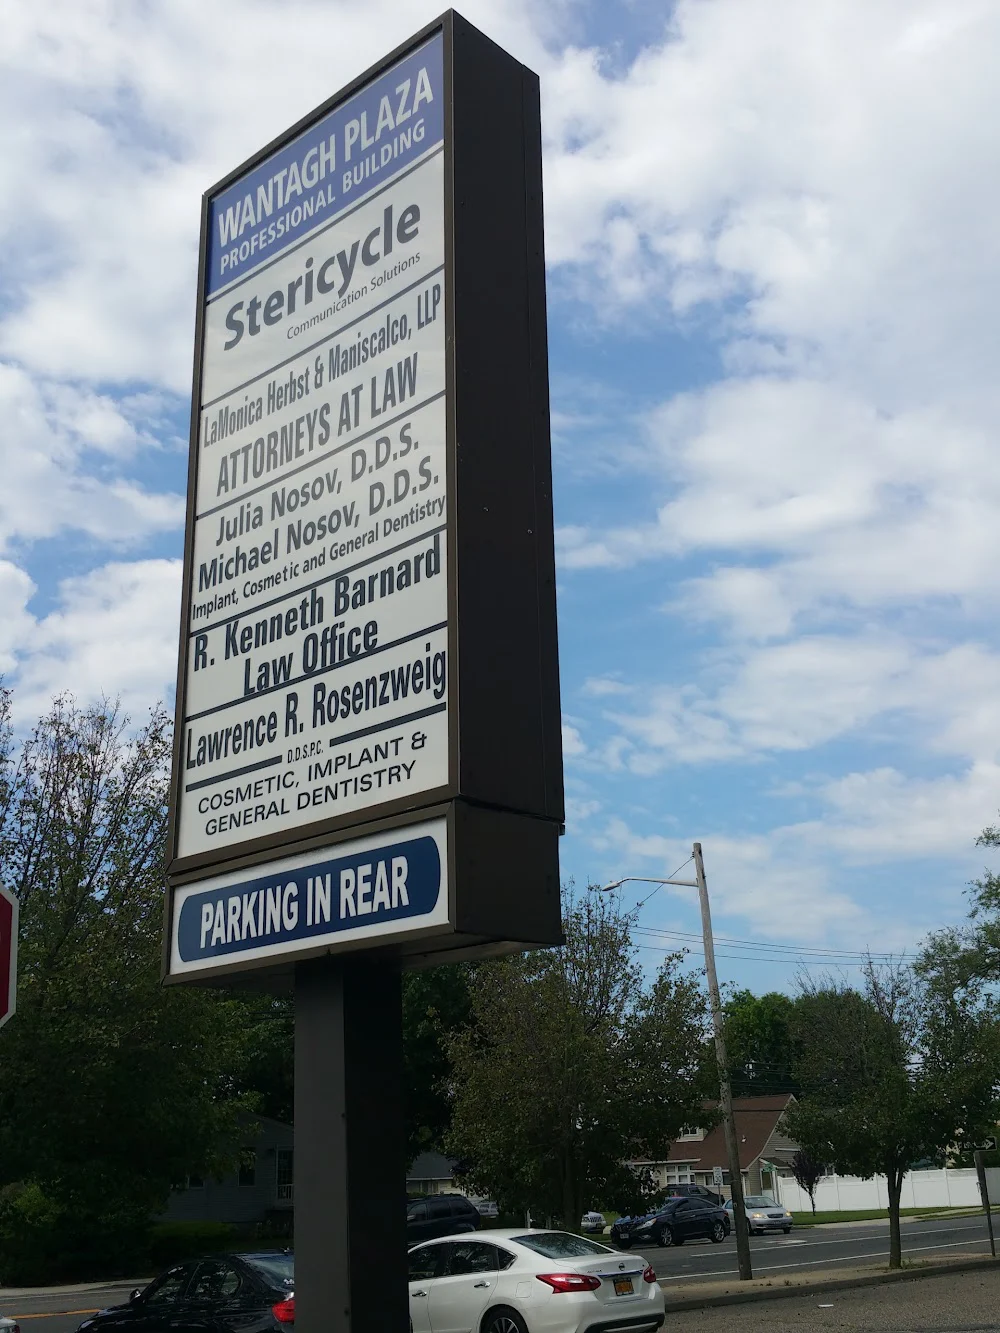 WANTAGH PLAZA
PROFESSIONAL BUILDING
Stericycle
Communication Solutions
LaMonica Herbst & Maniscalco, LLP
ATTORNEYS AT LAW
Julia Nosov, D.D.S.
Michael Nosov, D.D.S.
Implant, Cosmetic and General Dentistry
R. Kenneth Barnard
Law Office
Lawrence R. Rosenzweig
D.D.S.P.C.
COSMETIC, IMPLANT &
GENERAL DENTISTRY
PARKING IN REAR